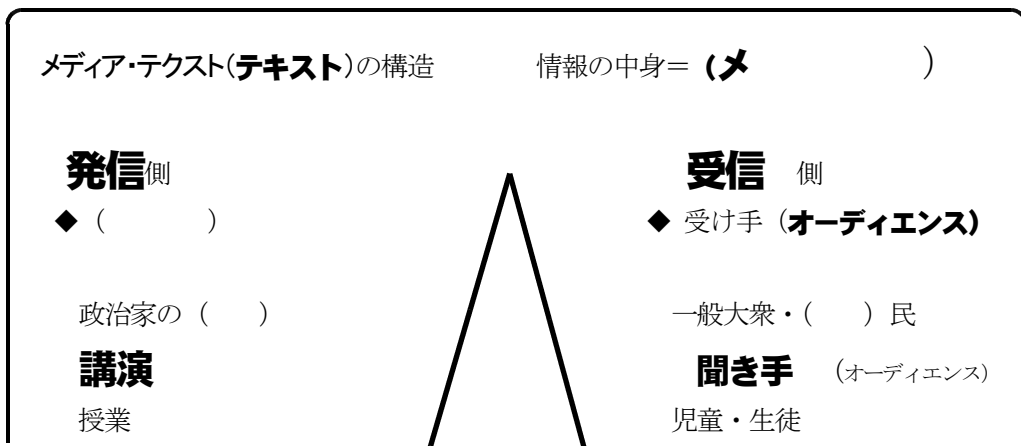 メディア・テクスト(テキスト)の構造　　　情報の中身＝ (メ　　　　　　)
発信側　　　受信　側
◆（　　　　）　　　◆ 受け手（オーディエンス)
政治家の（　　）　　　一般大衆・（　　）民
講演　　　聞き手　（オーディエンス）
授業　　　児童・生徒